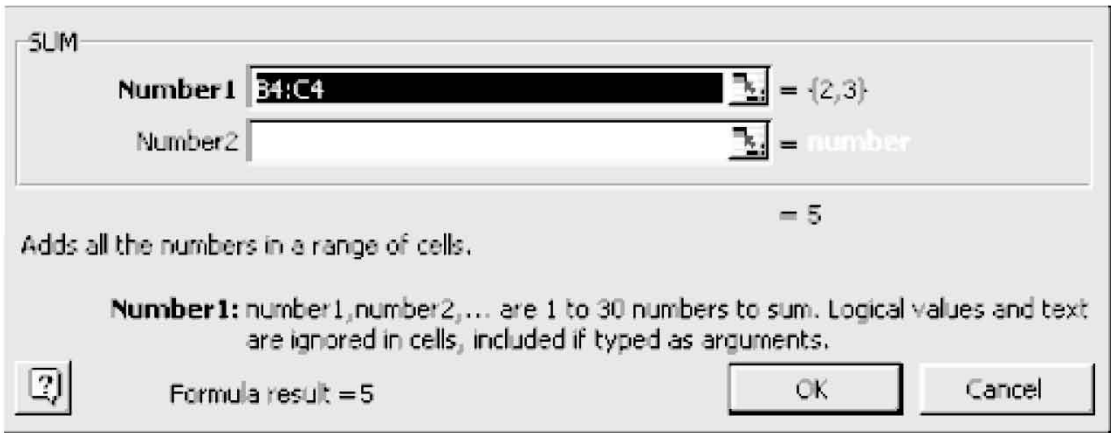 SUM
Number1 B4:C4 = {2,3}
Number2 = number
= 5
Adds all the numbers in a range of cells.
Number1: number1,number2,... are 1 to 30 numbers to sum. Logical values and text
are ignored in cells, included if typed as arguments.
Formula result =5
OK
Cancel